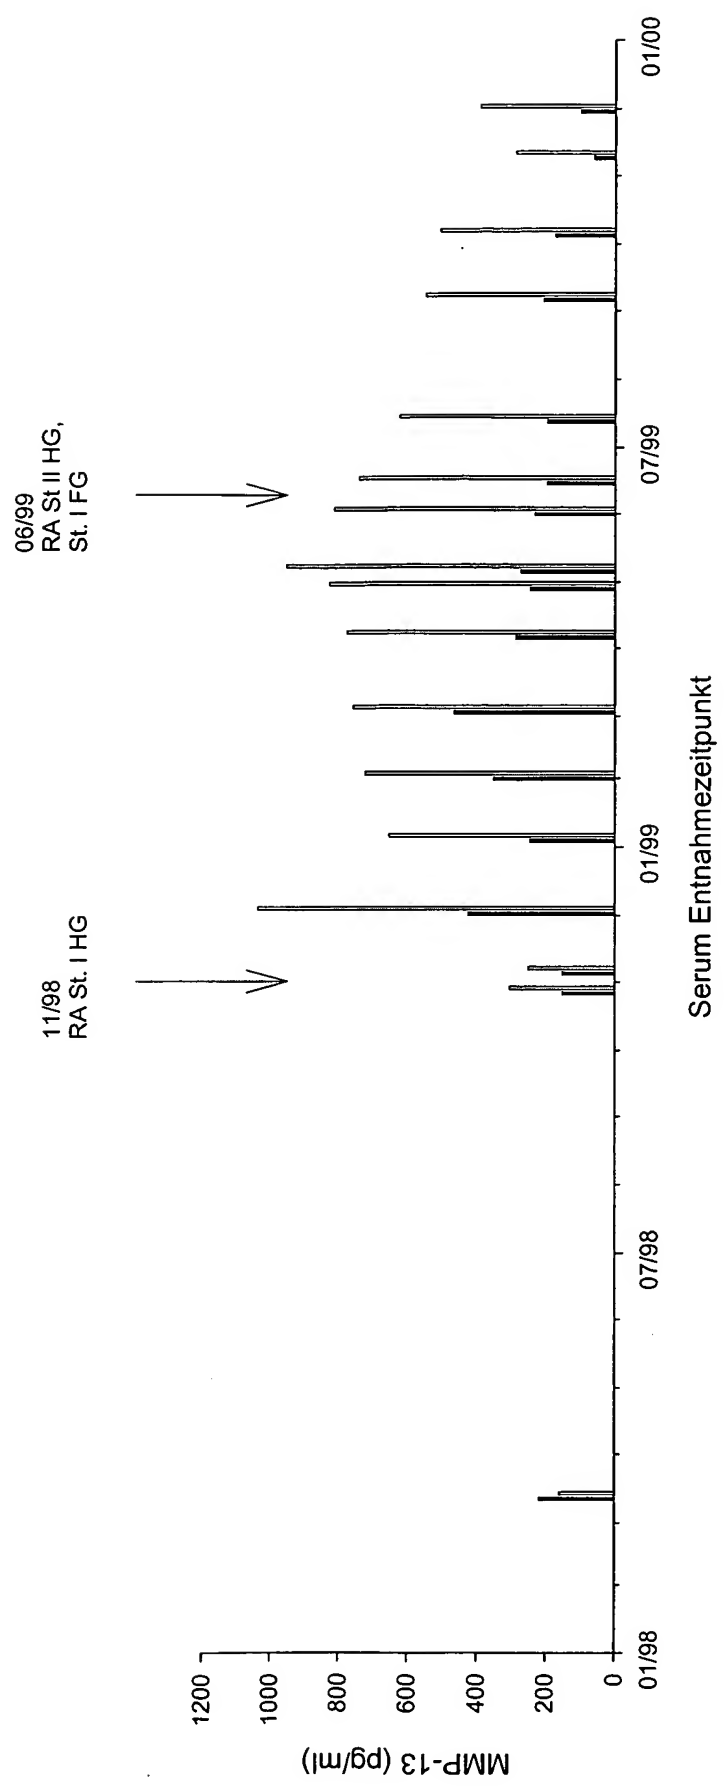 11/98
RA St. I HG
06/99
RA St II HG,
St. I FG
MMP-13 (pg/ml)
1200
1000
800
600
400
200
0
01/98
07/98
01/99
07/99
01/00
Serum Entnahmezeitpunkt